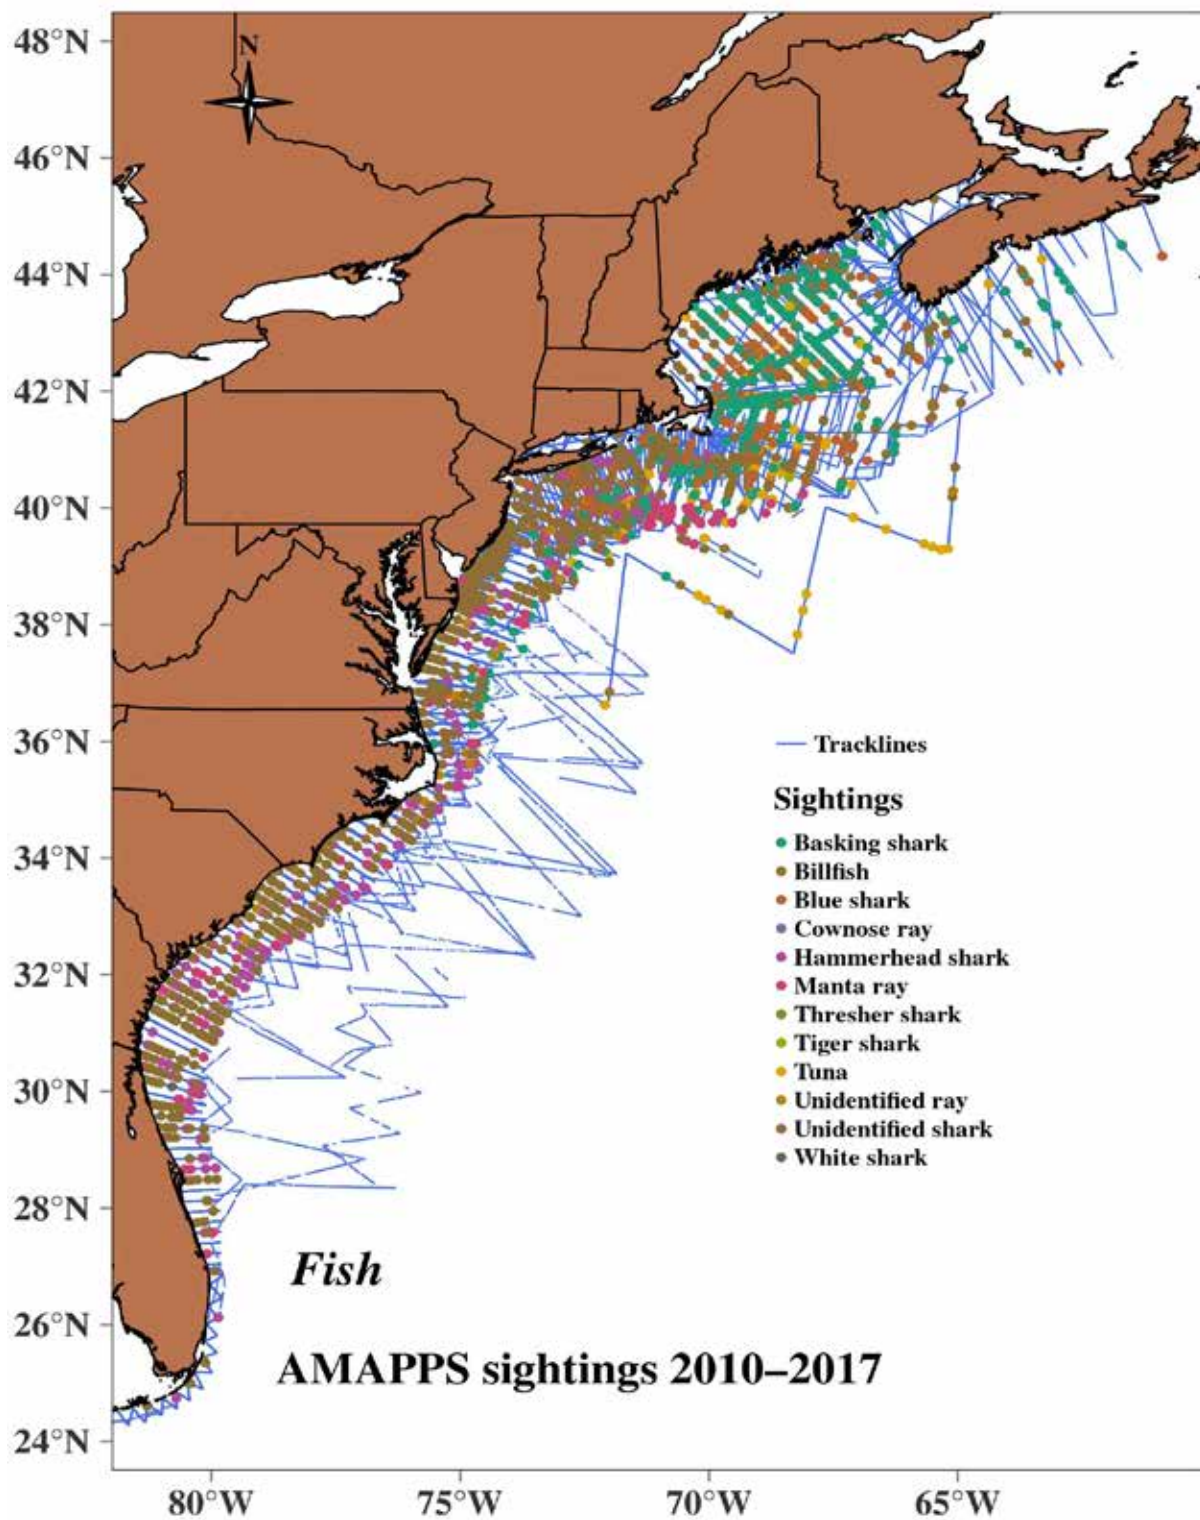 48°N
N
46°N
44°N
42°N
40°N
38°N
36°N
Tracklines
Sightings
Basking shark
34°N
Billfish
Blue shark
Cownose ray
Hammerhead shark
32°N
Manta ray
Thresher shark
Tiger shark
Tuna
30°N
Unidentified ray
Unidentified shark
White shark
28°N
Fish
26°N
AMAPPS sightings 2010–2017
24°N
80°W 75°W 70°W 65°W